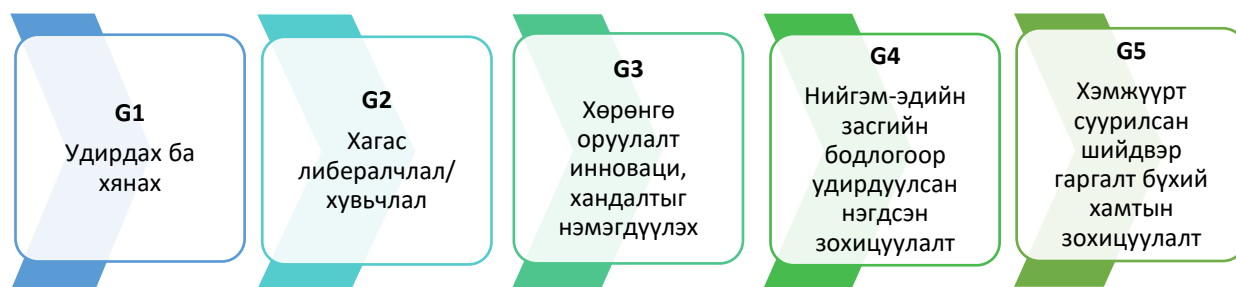 G1
Удирдах ба
хянах
G2
Хагас
либералчлал/
хувьчлал
G3
Хөрөнгө
оруулалт
инноваци,
хандалтыг
нэмэгдүүлэх
G4
Нийгэм-эдийн
засгийн
бодлогоор
удирдуулсан
нэгдсэн
зохицуулалт
G5
Хэмжүүрт
суурилсан
шийдвэр
гаргалт бүхий
хамтын
зохицуулалт